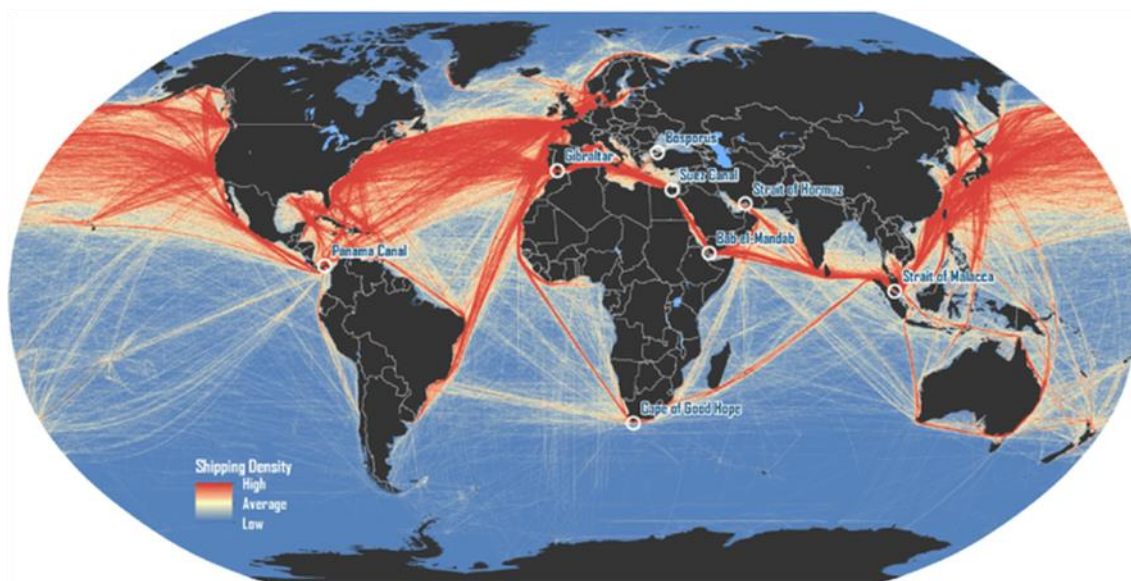 Bosporus
Gibraltar
Suez Canal
Strait of Hormuz
Bab el-Mandab
Panama Canal
Strait of Malacca
Cape of Good Hope
Shipping Density
High
Average
Low